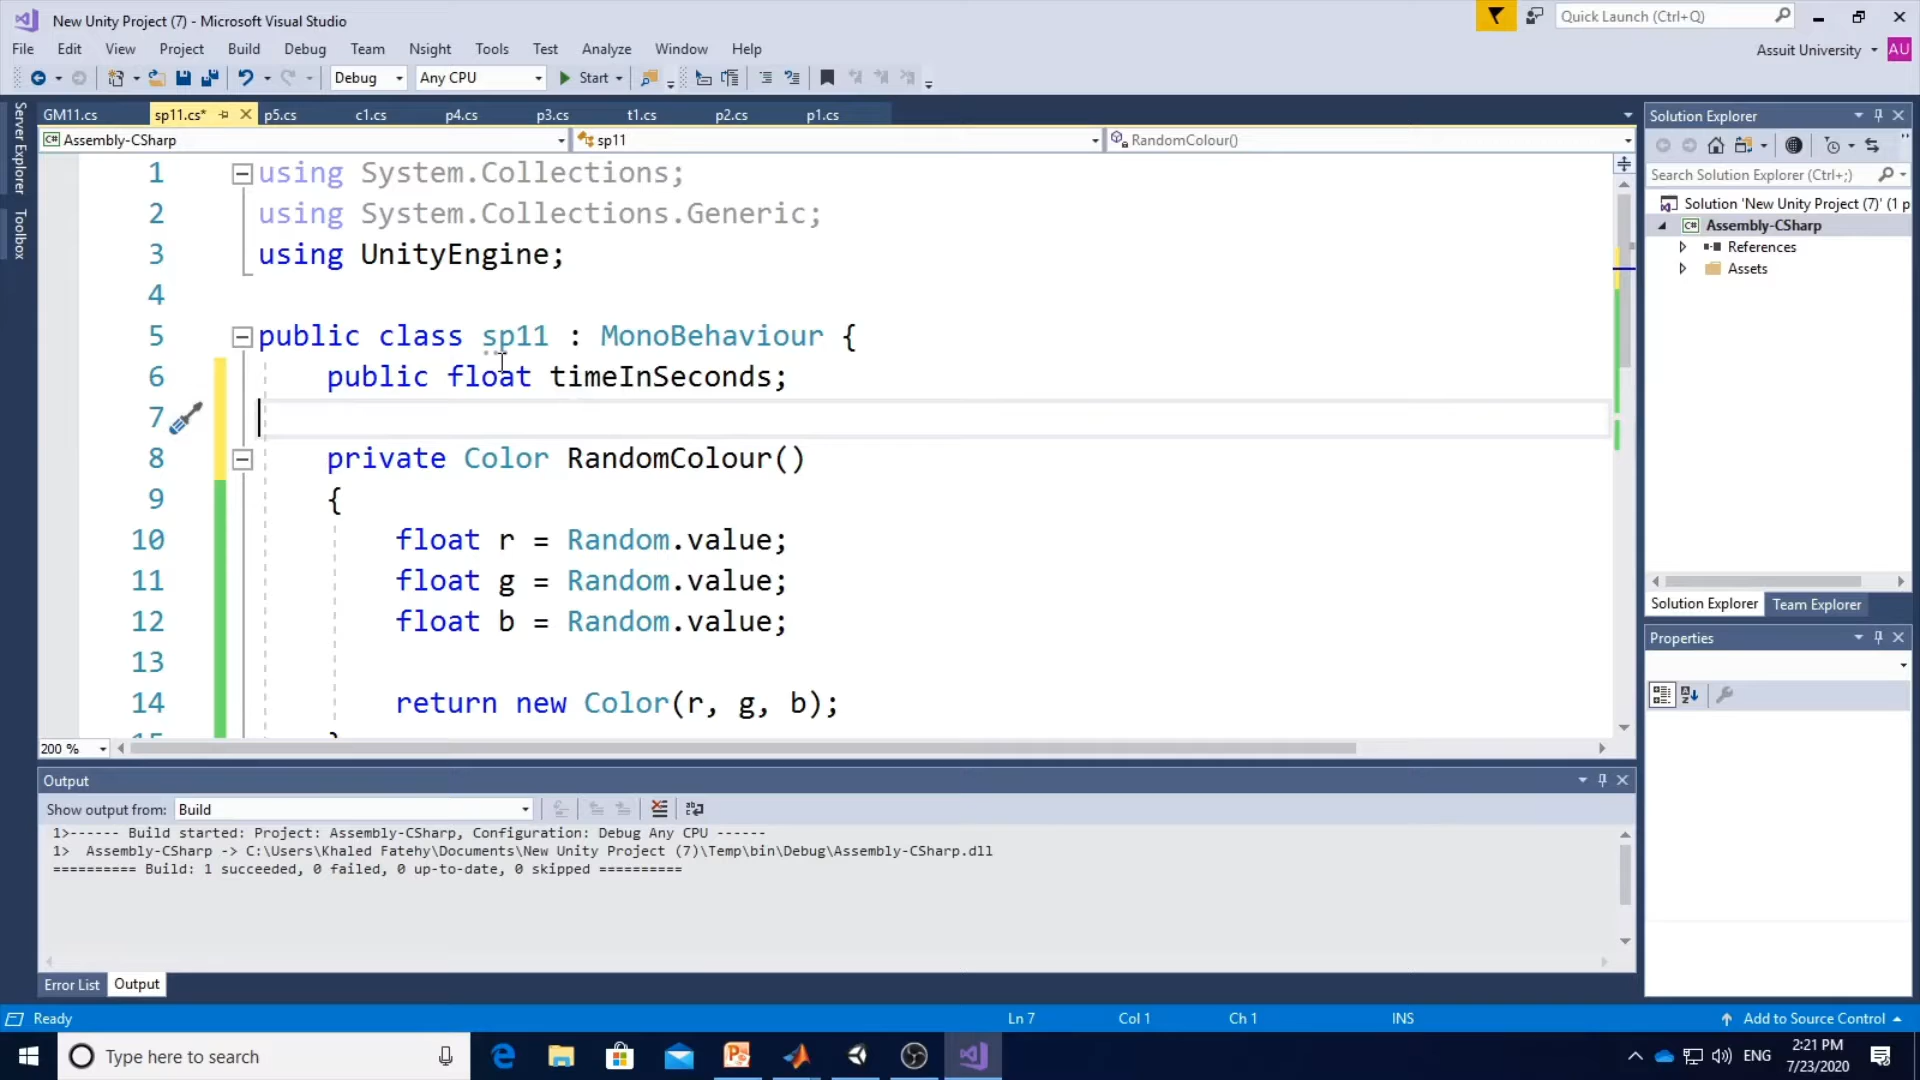 New Unity Project (7) - Microsoft Visual Studio
Quick Launch (Ctrl+Q)
File Edit View Project Build Debug Team Nsight Tools Test Analyze Window Help
Assuit University AU
Debug Any CPU Start
Server Explorer
Toolbox
GM11.cs sp11.cs* p5.cs c1.cs p4.cs p3.cs t1.cs p2.cs p1.cs
Assembly-CSharp sp11 RandomColour()
1 using System.Collections;
2 using System.Collections.Generic;
3 using UnityEngine;
4
5 public class sp11 : MonoBehaviour {
6 public float timeInSeconds;
7
8 private Color RandomColour()
9 {
10 float r = Random.value;
11 float g = Random.value;
12 float b = Random.value;
13
14 return new Color(r, g, b);
200 %
Solution Explorer
Search Solution Explorer (Ctrl+;)
Solution 'New Unity Project (7)' (1 p
Assembly-CSharp
References
Assets
Solution Explorer Team Explorer
Properties
Output
Show output from: Build
1>------ Build started: Project: Assembly-CSharp, Configuration: Debug Any CPU ------
1> Assembly-CSharp -> C:\Users\Khaled Fatehy\Documents\New Unity Project (7)\Temp\bin\Debug\Assembly-CSharp.dll
========== Build: 1 succeeded, 0 failed, 0 up-to-date, 0 skipped ==========
Error List Output
Ready Ln 7 Col 1 Ch 1 INS Add to Source Control
Type here to search
ENG
2:21 PM
7/23/2020